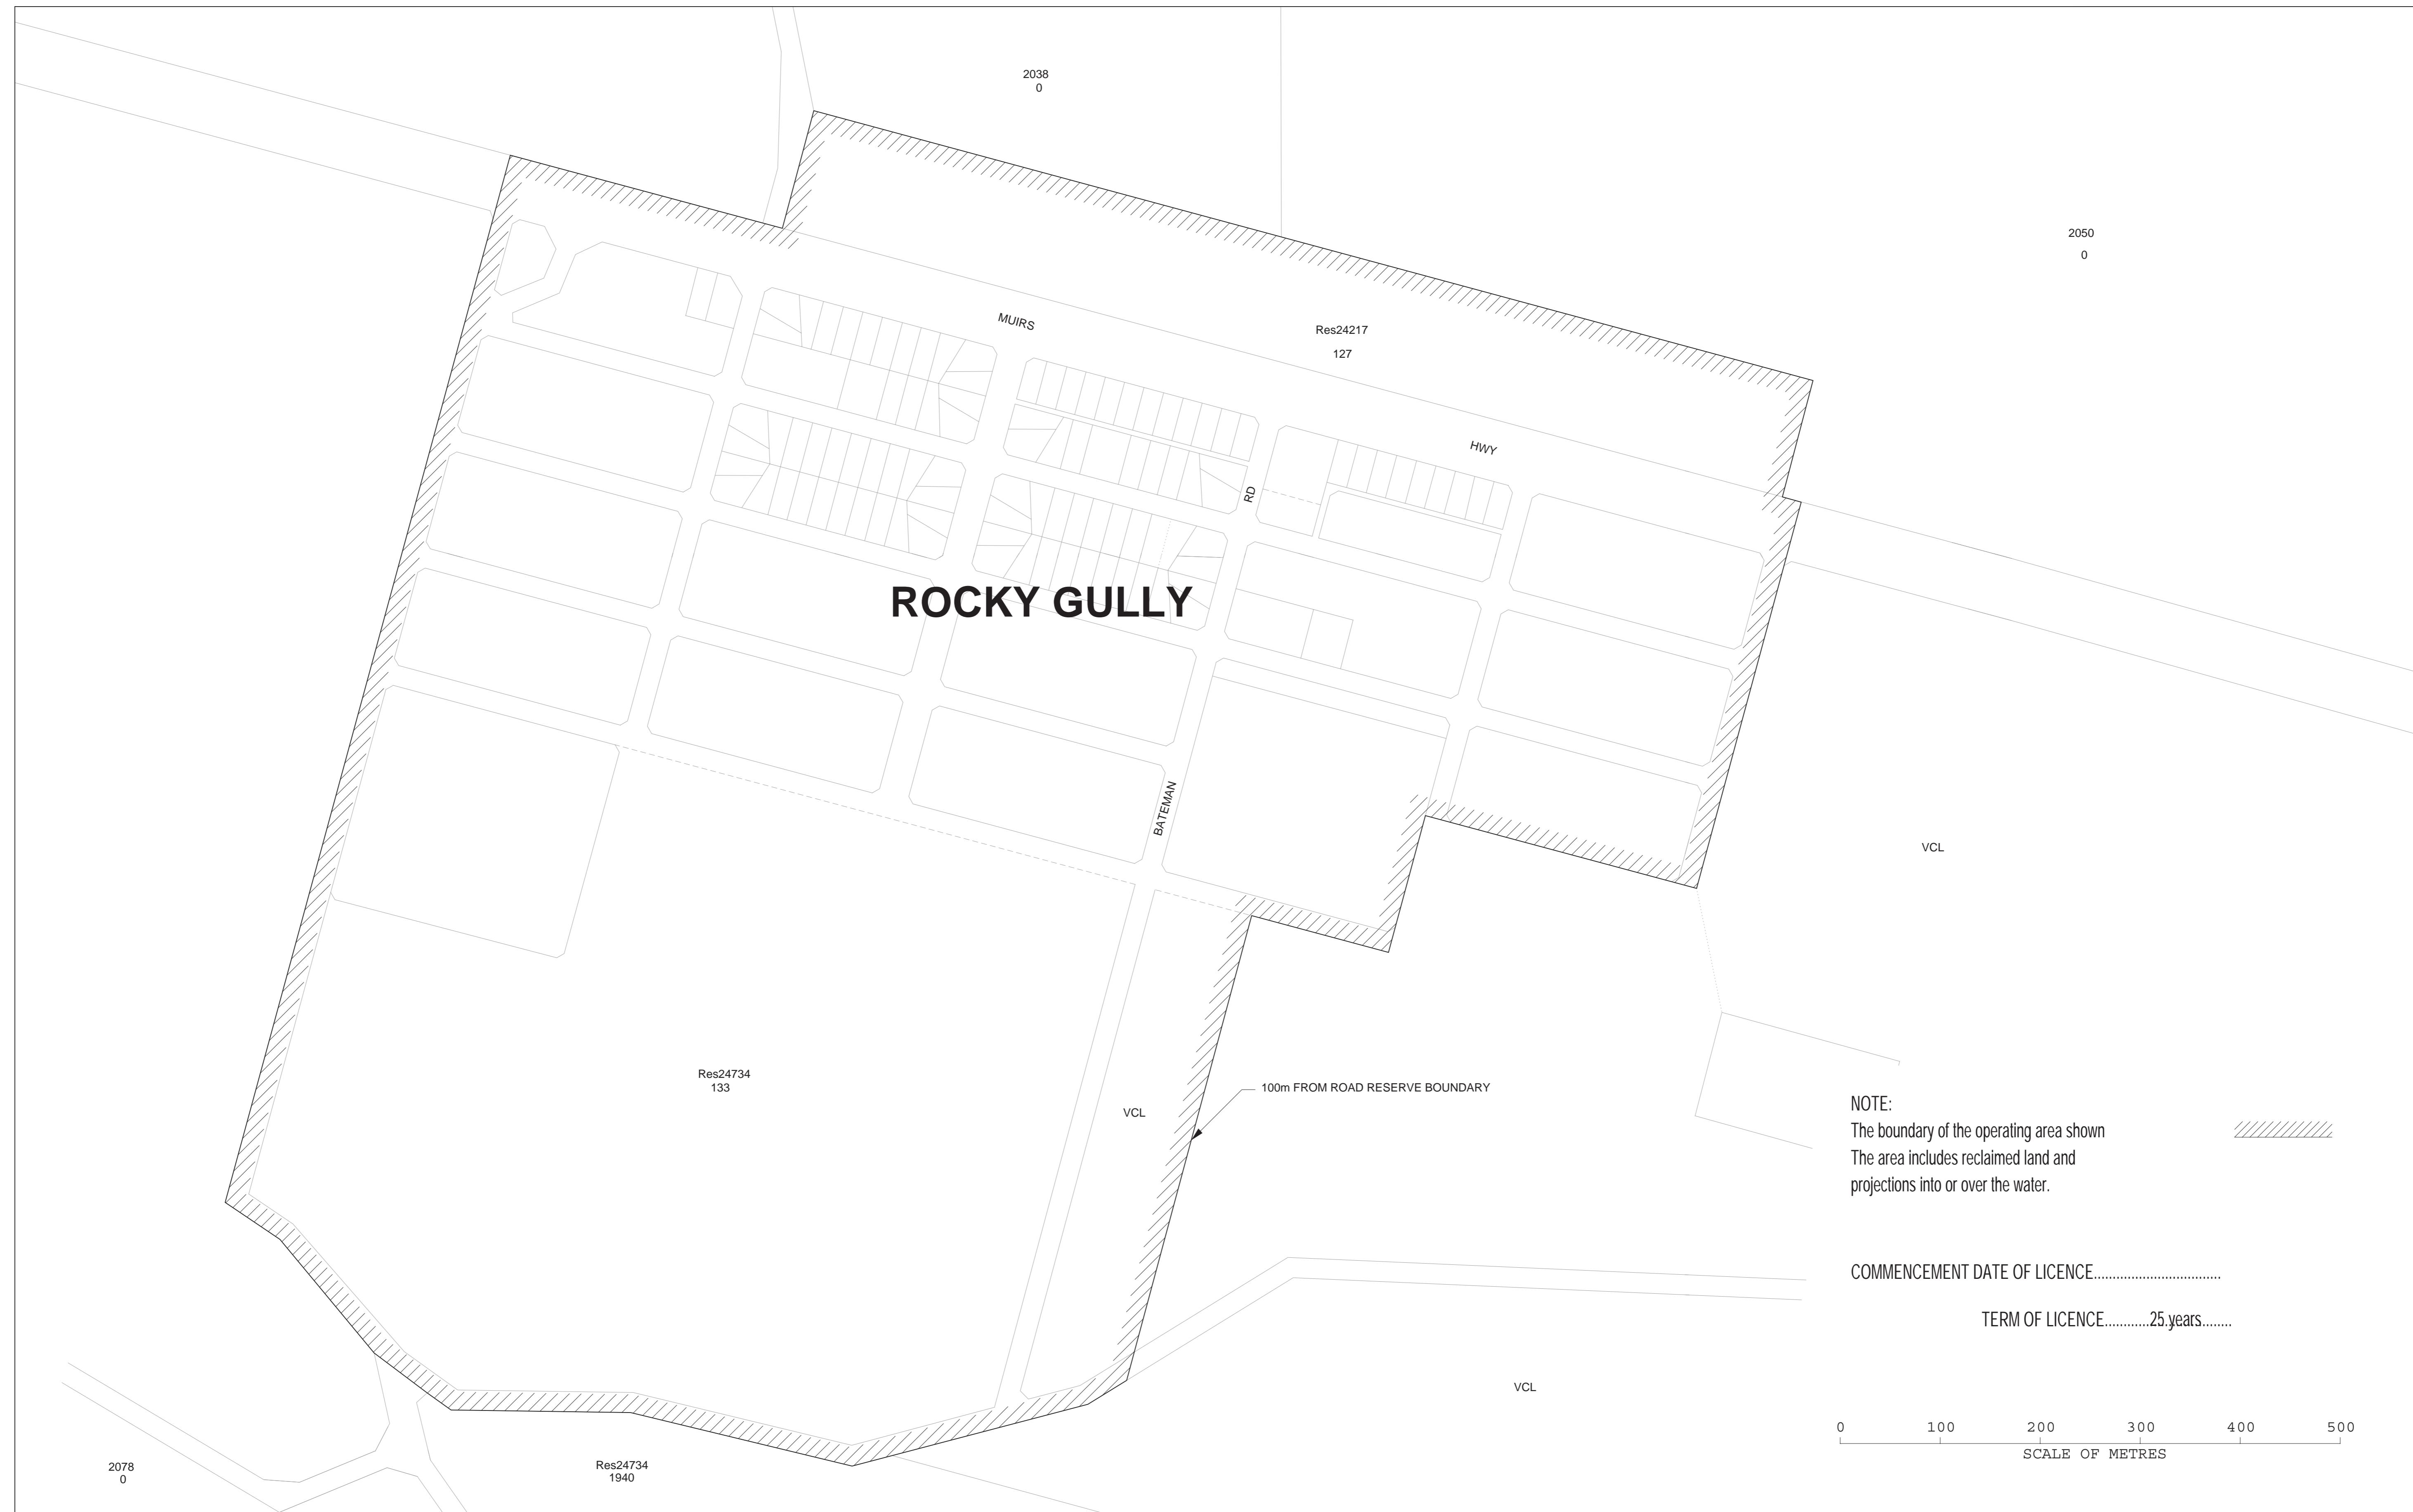 2038
0
2050
0
MUIRS
Res24217
127
HWY
RD
ROCKY GULLY
BATEMAN
VCL
Res24734
133
100m FROM ROAD RESERVE BOUNDARY
VCL
NOTE:
The boundary of the operating area shown
The area includes reclaimed land and
projections into or over the water.
COMMENCEMENT DATE OF LICENCE..................................
TERM OF LICENCE............25 years..........
VCL
0 100 200 300 400 500
SCALE OF METRES
2078
0
Res24734
1940